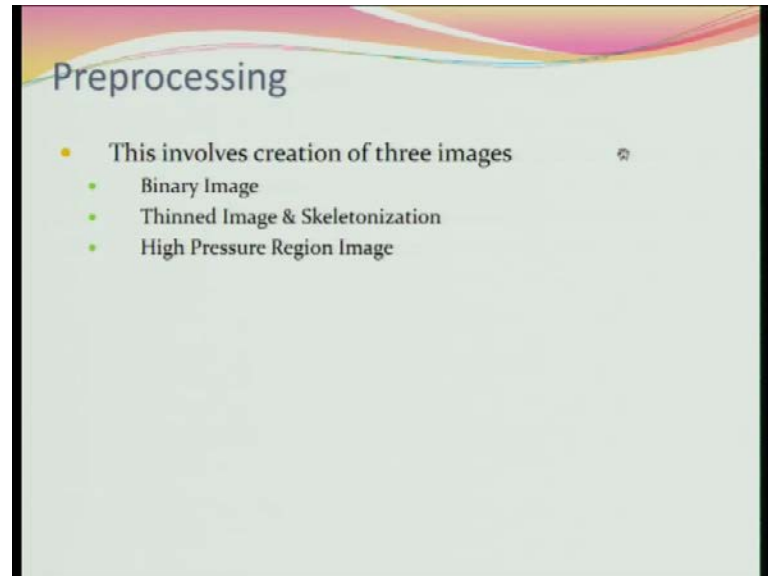 Preprocessing
This involves creation of three images
Binary Image
Thinned Image & Skeletonization
High Pressure Region Image